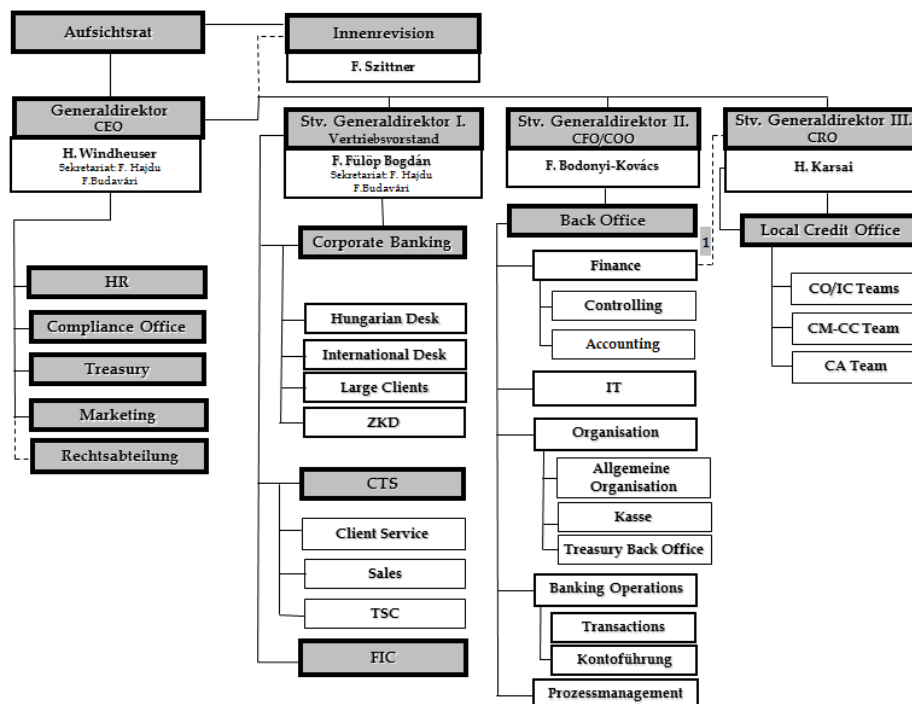 Aufsichtsrat
Innenrevision
F. Szittner
Generaldirektor
CEO
H. Windheuser
Sekretariat: F. Hajdu
F.Budavári
HR
Compliance Office
Treasury
Marketing
Rechtsabteilung
Stv. Generaldirektor I.
Vertriebsvorstand
F. Fülöp Bogdán
Sekretariat: F. Hajdu
F.Budavári
Corporate Banking
Hungarian Desk
International Desk
Large Clients
ZKD
CTS
Client Service
Sales
TSC
FIC
Stv. Generaldirektor II.
CFO/COO
F. Bodonyi-Kovács
Back Office
Finance
Controlling
Accounting
IT
Organisation
Allgemeine
Organisation
Kasse
Treasury Back Office
Banking Operations
Transactions
Kontoführung
Prozessmanagement
Stv. Generaldirektor III.
CRO
H. Karsai
1
Local Credit Office
CO/IC Teams
CM-CC Team
CA Team